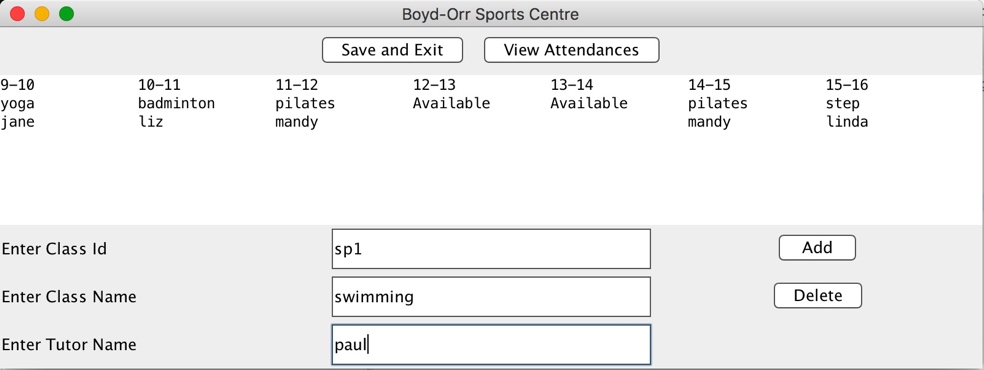 Boyd-Orr Sports Centre
Save and Exit View Attendances
9-10 10-11 11-12 12-13 13-14 14-15 15-16
yoga badminton pilates Available Available pilates step
jane liz mandy mandy linda
Enter Class Id sp1 Add
Enter Class Name swimming Delete
Enter Tutor Name paul